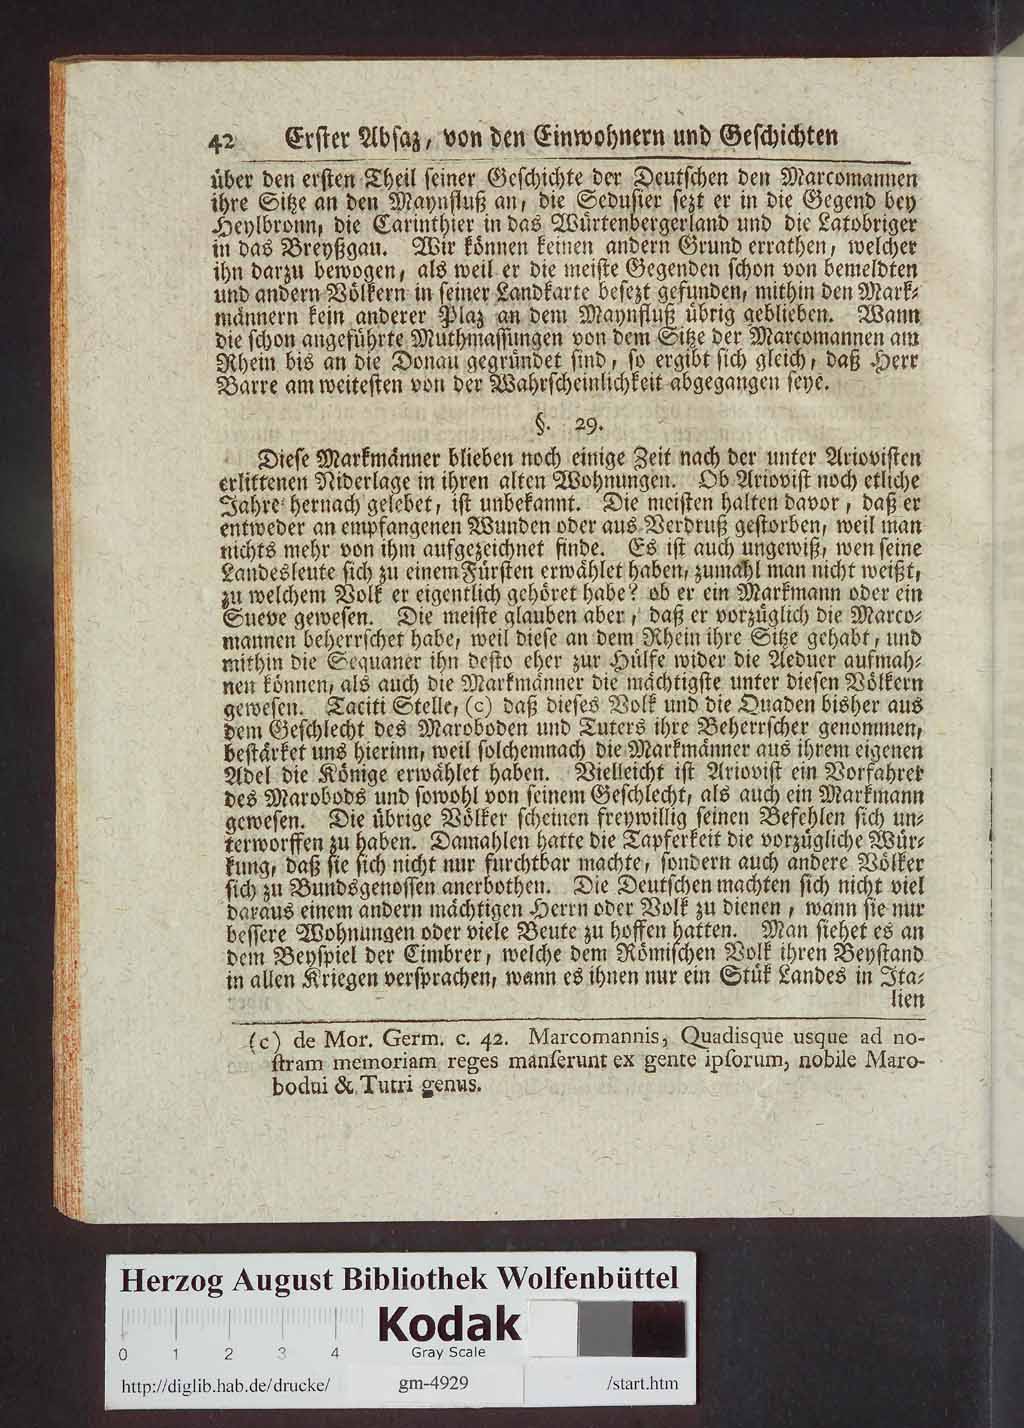 42 Erster Absaz, von den Einwohnern und Geschichten
über den ersten Theil seiner Geschichte der Deutschen den Marcomannen
ihre Sitze an den Maynfluß an, die Sedusier sezt er in die Gegend bey
Heylbronn, die Carinthier in das Würtenbergerland und die Latobriger
in das Breyßgau. Wir können keinen andern Grund errathen, welcher
ihn darzu bewogen, als weil er die meiste Gegenden schon von bemeldten
und andern Völkern in seiner Landkarte besezt gefunden, mithin den Mark-
männern kein anderer Plaz an dem Maynfluß übrig geblieben. Wann
die schon angeführte Muthmassungen von dem Sitze der Marcomannen am
Rhein bis an die Donau gegründet sind, so ergibt sich gleich, daß Herr
Barre am weitesten von der Wahrscheinlichkeit abgegangen seye.
§. 29.
Diese Markmänner blieben noch einige Zeit nach der unter Ariovisten
erlittenen Niderlage in ihren alten Wohnungen. Ob Ariovist noch etliche
Jahre hernach gelebet, ist unbekannt. Die meisten halten davor, daß er
entweder an empfangenen Wunden oder aus Verdruß gestorben, weil man
nichts mehr von ihm aufgezeichnet finde. Es ist auch ungewiß, wen seine
Landesleute sich zu einem Fürsten erwählet haben, zumahl man nicht weißt,
zu welchem Volk er eigentlich gehöret habe? ob er ein Markmann oder ein
Sueve gewesen. Die meiste glauben aber, daß er vorzüglich die Marco-
mannen beherrschet habe, weil diese an dem Rhein ihre Sitze gehabt, und
mithin die Sequaner ihn desto eher zur Hülfe wider die Aeduer aufmah-
nen können, als auch die Markmänner die mächtigste unter diesen Völkern
gewesen. Taciti Stelle, (c) daß dieses Volk und die Quaden bisher aus
dem Geschlecht des Maroboden und Tuters ihre Beherrscher genommen,
bestärket uns hierinn, weil solchemnach die Markmänner aus ihrem eigenen
Adel die Könige erwählet haben. Vielleicht ist Ariovist ein Vorfahrer
des Marobods und sowohl von seinem Geschlecht, als auch ein Markmann
gewesen. Die übrige Völker scheinen freywillig seinen Befehlen sich un-
terworffen zu haben. Damahlen hatte die Tapferkeit die vorzügliche Wür-
kung, daß sie sich nicht nur furchtbar machte, sondern auch andere Völker
sich zu Bundsgenossen anerbothen. Die Deutschen machten sich nicht viel
daraus einem andern mächtigen Herrn oder Volk zu dienen, wann sie nur
bessere Wohnungen oder viele Beute zu hoffen hatten. Man siehet es an
dem Beyspiel der Cimbrer, welche dem Römischen Volk ihren Beystand
in allen Kriegen versprachen, wann es ihnen nur ein Stük Landes in Ita-
lien
(c) de Mor. Germ. c. 42. Marcomannis, Quadisque usque ad no-
stram memoriam reges manserunt ex gente ipsorum, nobile Maro-
bodui & Tutri genus.
Herzog August Bibliothek Wolfenbüttel
Kodak
0 1 2 3 4 Gray Scale
http://diglib.hab.de/drucke/ gm-4929 /start.htm